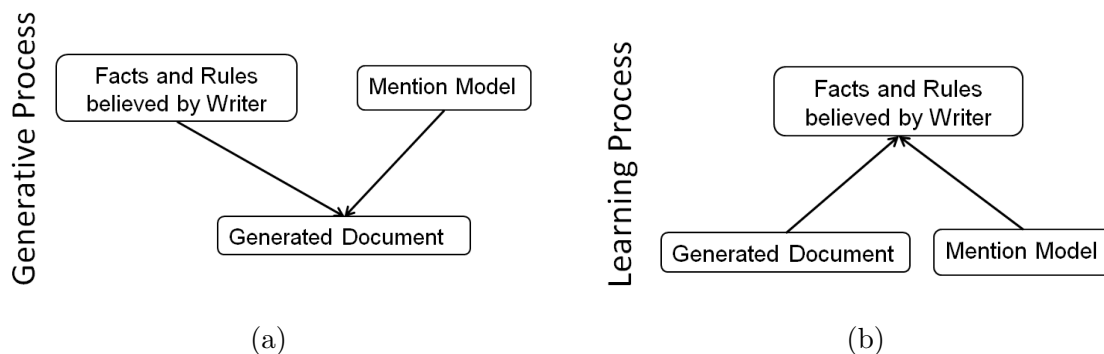 Generative Process
Facts and Rules
believed by Writer
Mention Model
Generated Document
(a)
Learning Process
Facts and Rules
believed by Writer
Generated Document
Mention Model
(b)